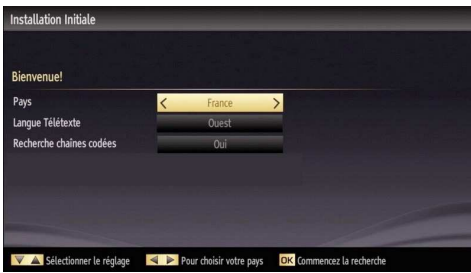 Installation Initiale
Bienvenue!
Pays France
Langue Télétexte Ouest
Recherche chaînes codées Oui
Sélectionner le réglage Pour choisir votre pays OK Commencez la recherche